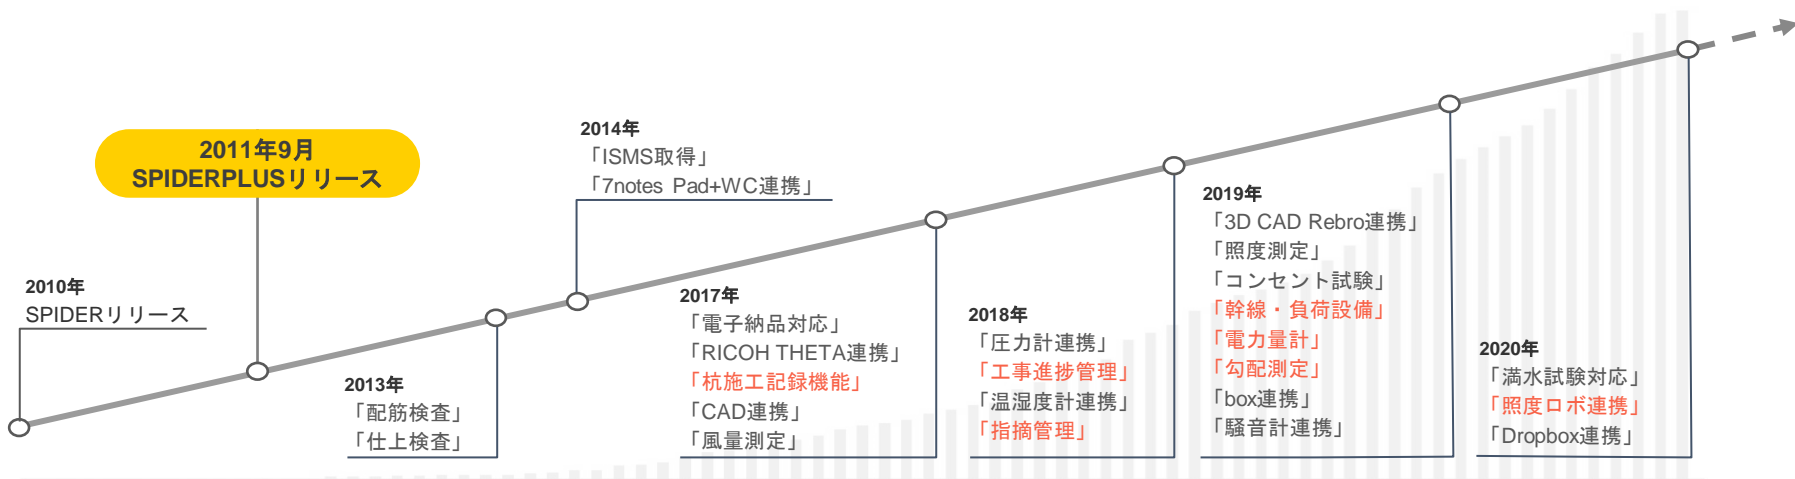 2010年
SPIDERリリース
2011年9月
SPIDERPLUSリリース
2013年
「配筋検査」
「仕上検査」
2014年
「ISMS取得」
「7notes Pad+WC連携」
2017年
「電子納品対応」
「RICOH THETA連携」
「杭施工記録機能」
「CAD連携」
「風量測定」
2018年
「圧力計連携」
「工事進捗管理」
「温湿度計連携」
「指摘管理」
2019年
「3D CAD Rebro連携」
「照度測定」
「コンセント試験」
「幹線・負荷設備」
「電力量計」
「勾配測定」
「box連携」
「騒音計連携」
2020年
「満水試験対応」
「照度ロボ連携」
「Dropbox連携」